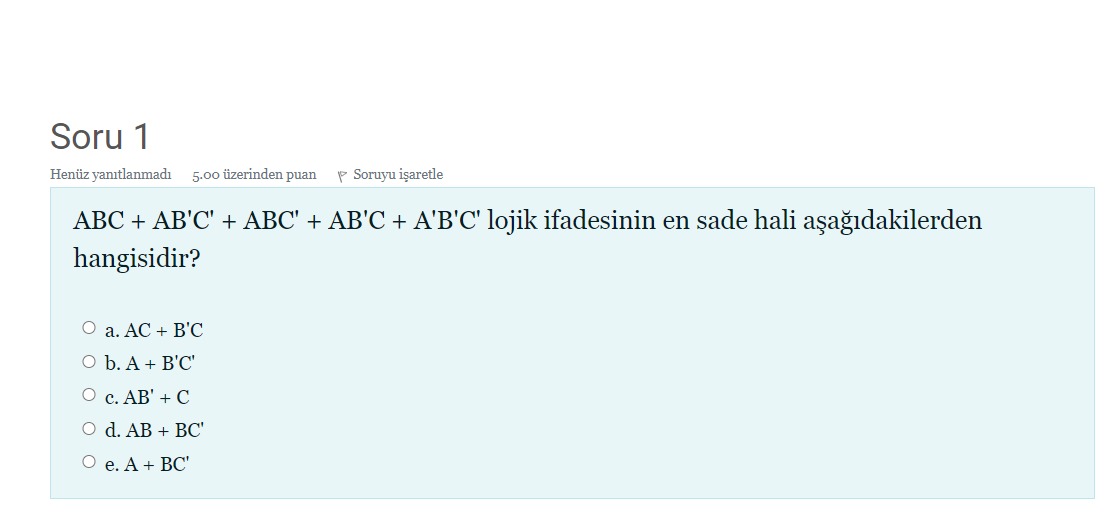 Soru 1
Henüz yanıtlanmadı 5.00 üzerinden puan Soruyu işaretle
ABC + AB'C' + ABC' + AB'C + A'B'C' lojik ifadesinin en sade hali aşağıdakilerden
hangisidir?
a. AC + B'C
b. A + B'C'
c. AB' + C
d. AB + BC'
e. A + BC'